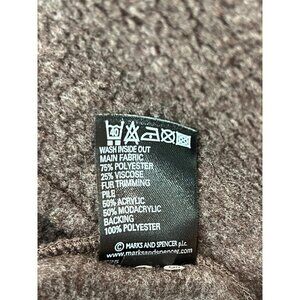 40
WASH INSIDE OUT
MAIN FABRIC
75% POLYESTER
25% VISCOSE
FUR TRIMMING
PILE
50% ACRYLIC
50% MODACRYLIC
BACKING
100% POLYESTER
© MARKS AND SPENCER p.l.c.
www.marksandspencer.com